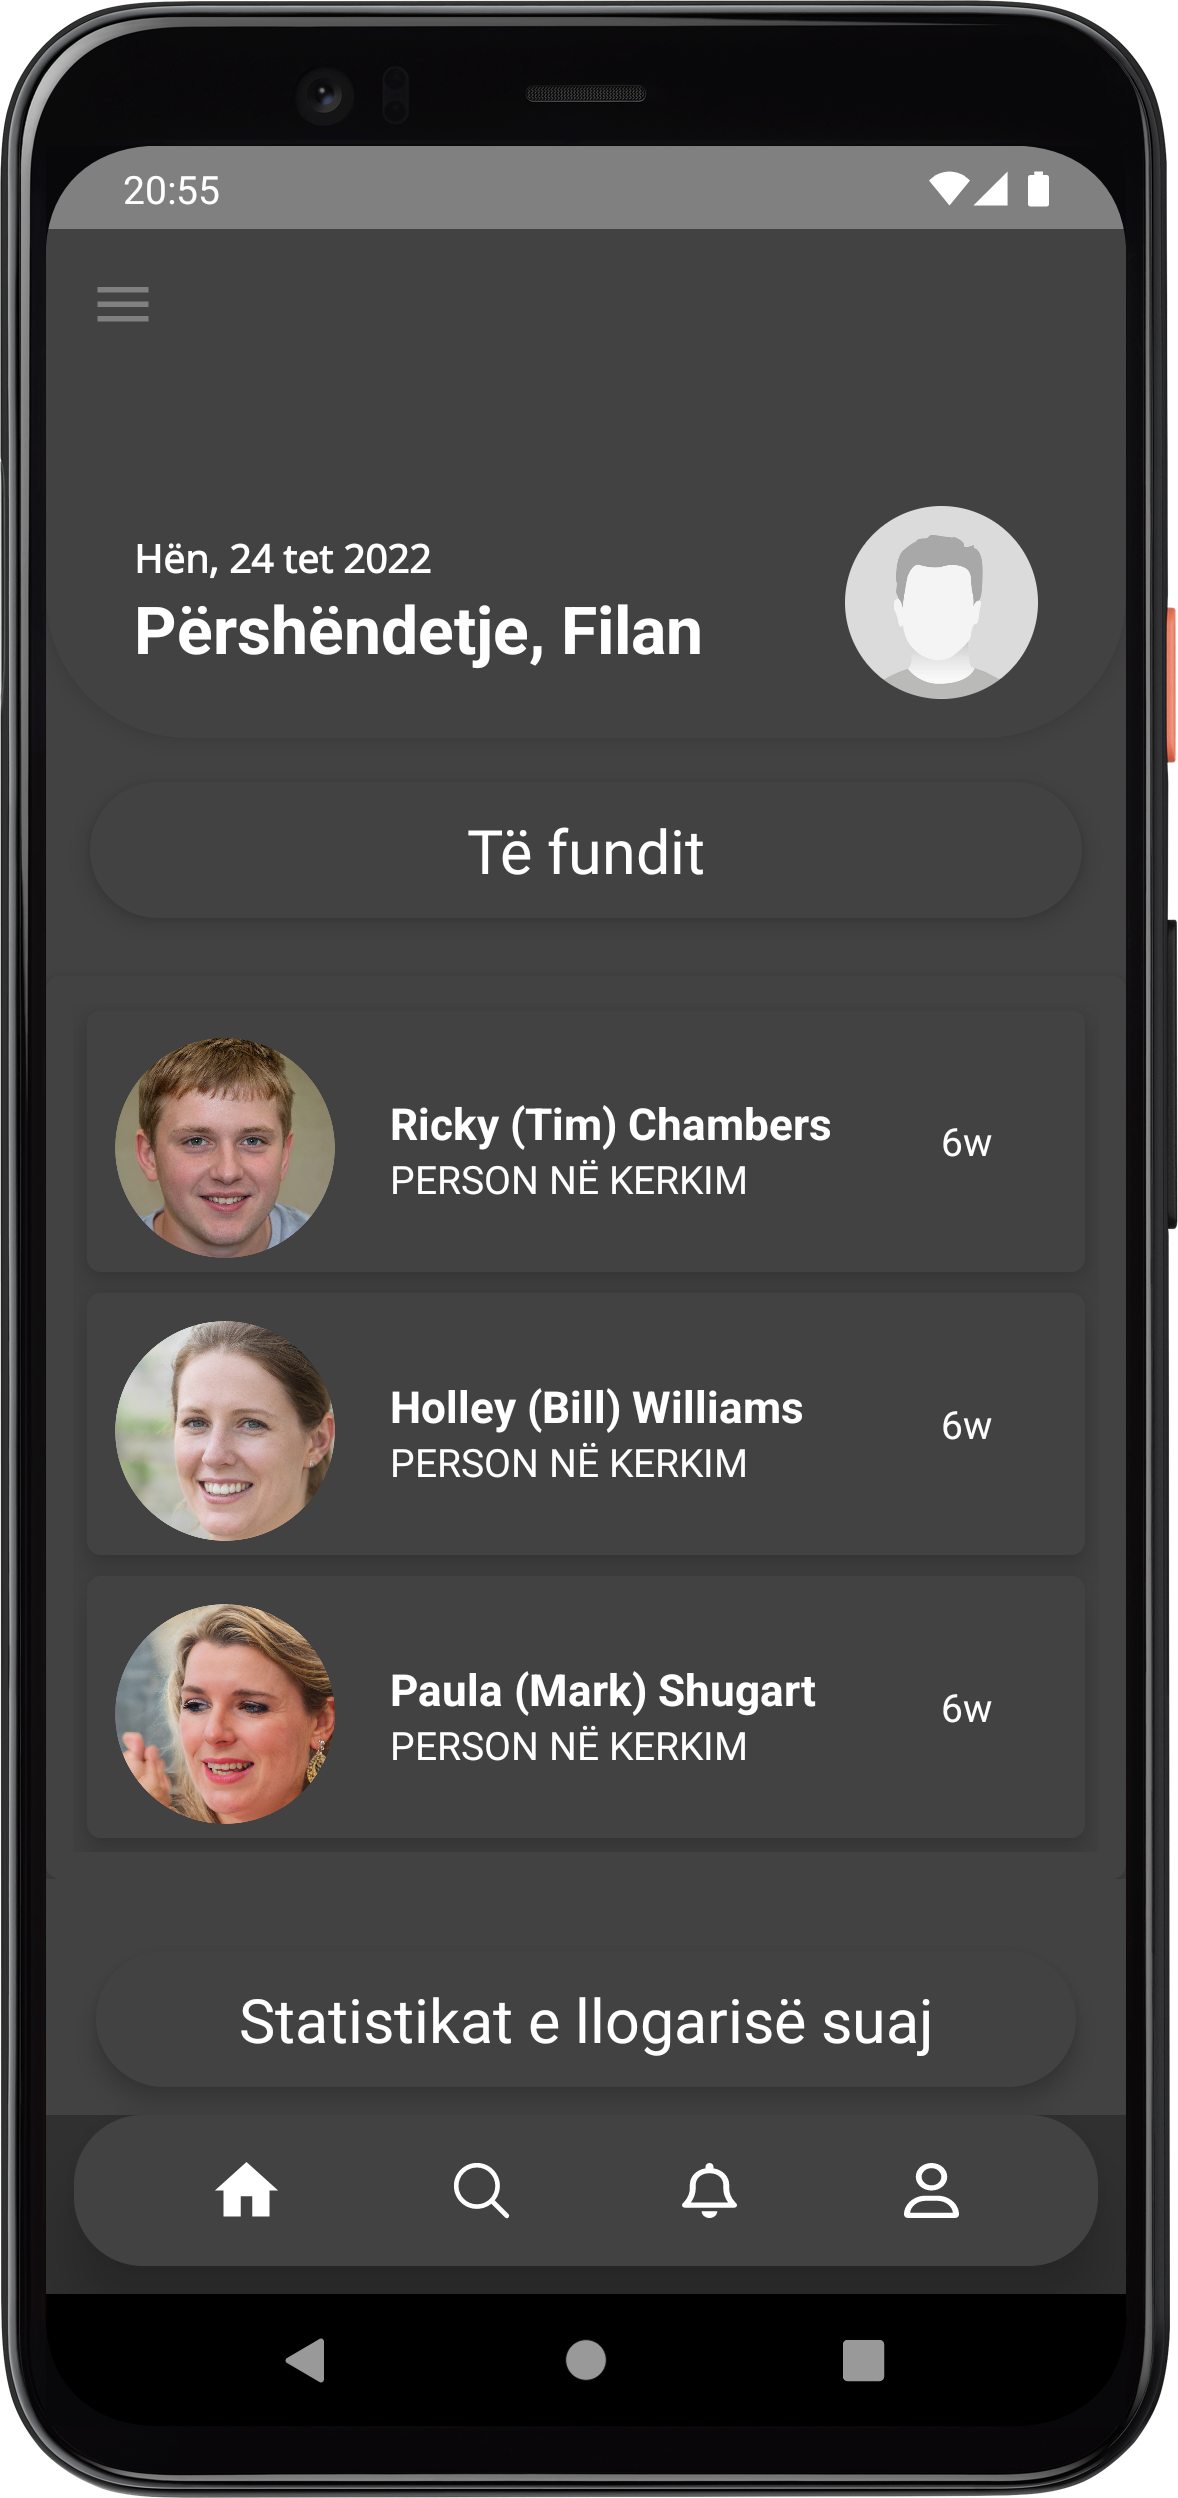 20:55
Hën, 24 tet 2022
Përshëndetje, Filan
Të fundit
Ricky (Tim) Chambers
6w
PERSON NË KERKIM
Holley (Bill) Williams
6w
PERSON NË KERKIM
Paula (Mark) Shugart
6w
PERSON NË KERKIM
Statistikat e llogarisë suaj